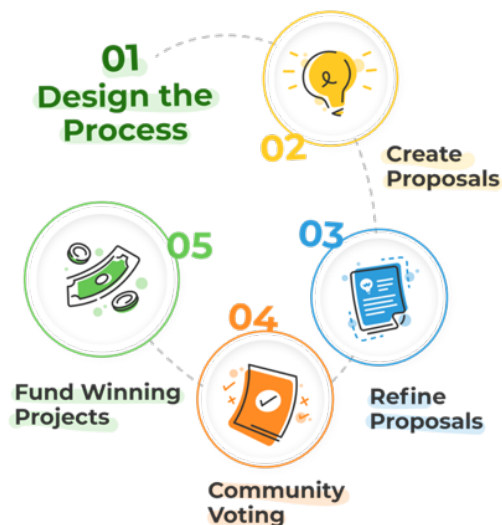 01
Design the
Process
02
Create
Proposals
03
Refine
Proposals
04
Community
Voting
05
Fund Winning
Projects